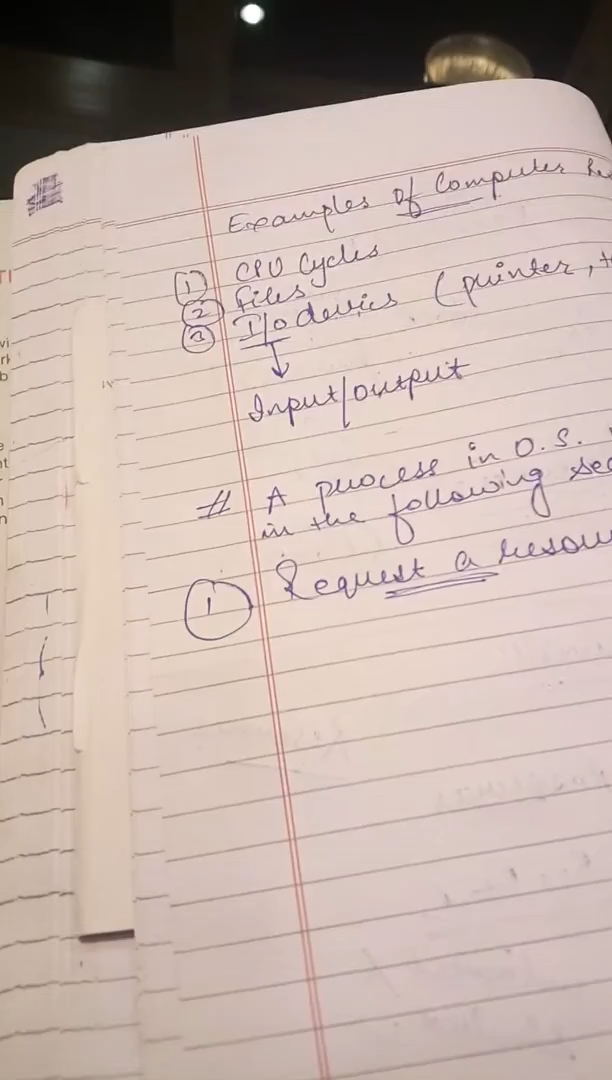 Examples of Computer
① CPU Cycles
② Files
③ I/o devices (printer,
↓
Input/output
# A process in O.S.
in the following
① Request a